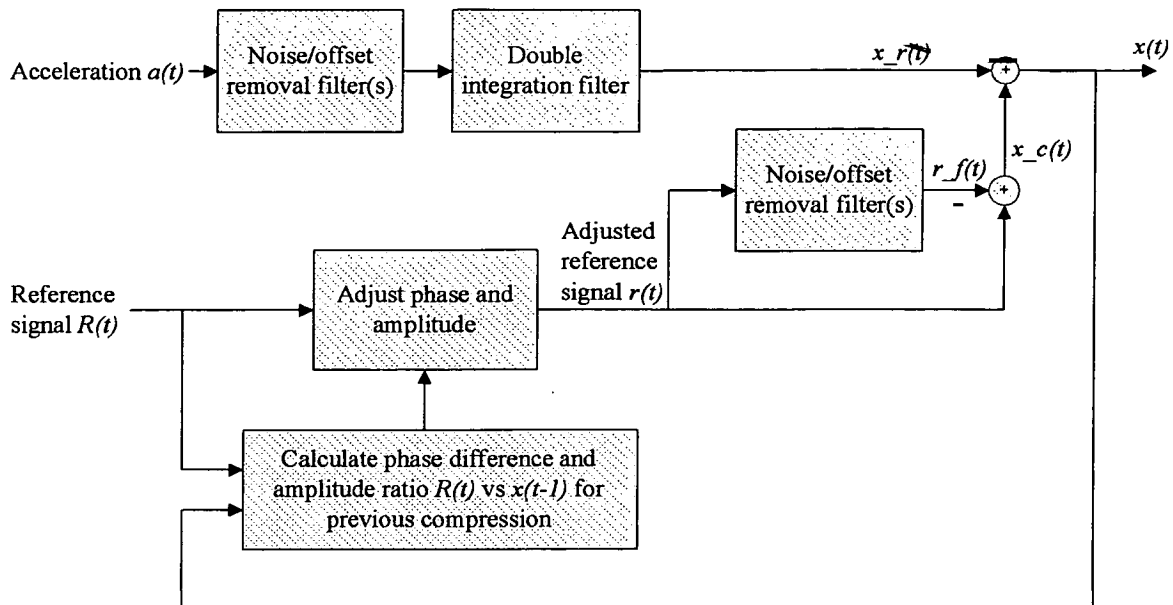 Acceleration a(t)
Noise/offset
removal filter(s)
Double
integration filter
x_r(t)
+
x(t)
x_c(t)
Noise/offset
removal filter(s)
r_f(t)
-
+
Adjusted
reference
signal r(t)
Reference
signal R(t)
Adjust phase and
amplitude
Calculate phase difference and
amplitude ratio R(t) vs x(t-1) for
previous compression